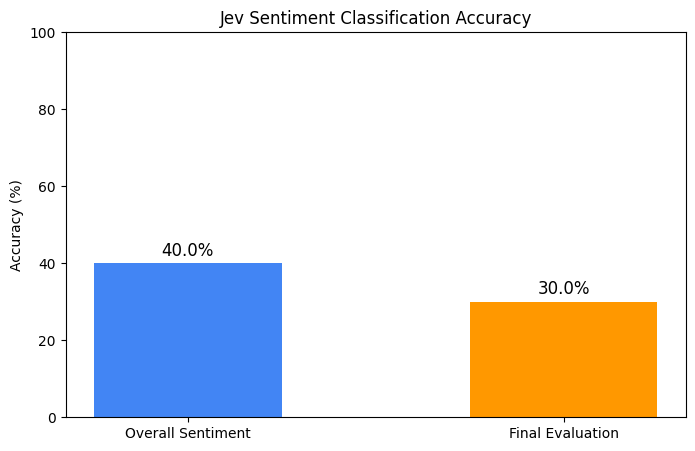 Jev Sentiment Classification Accuracy
100
80
60
40
20
0
Accuracy (%)
40.0%
30.0%
Overall Sentiment
Final Evaluation